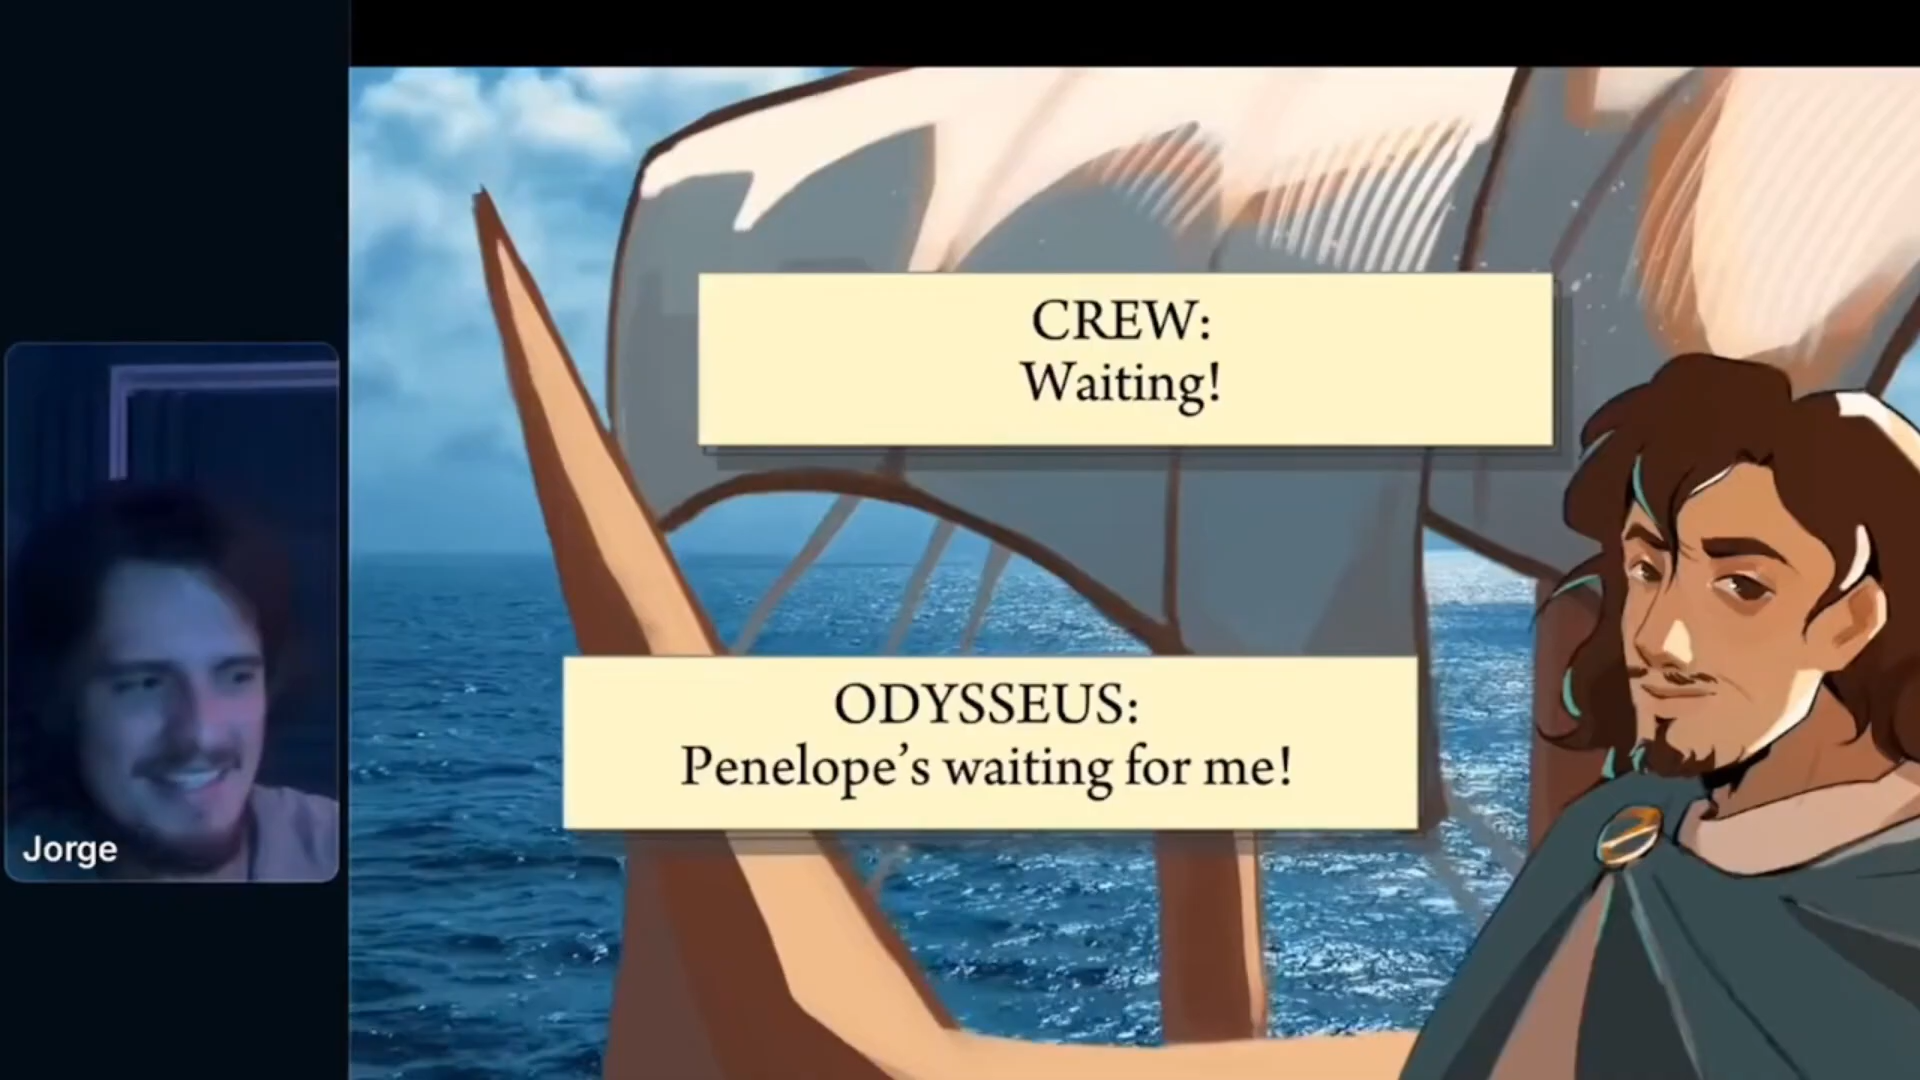 CREW:
Waiting!
ODYSSEUS:
Penelope’s waiting for me!
Jorge